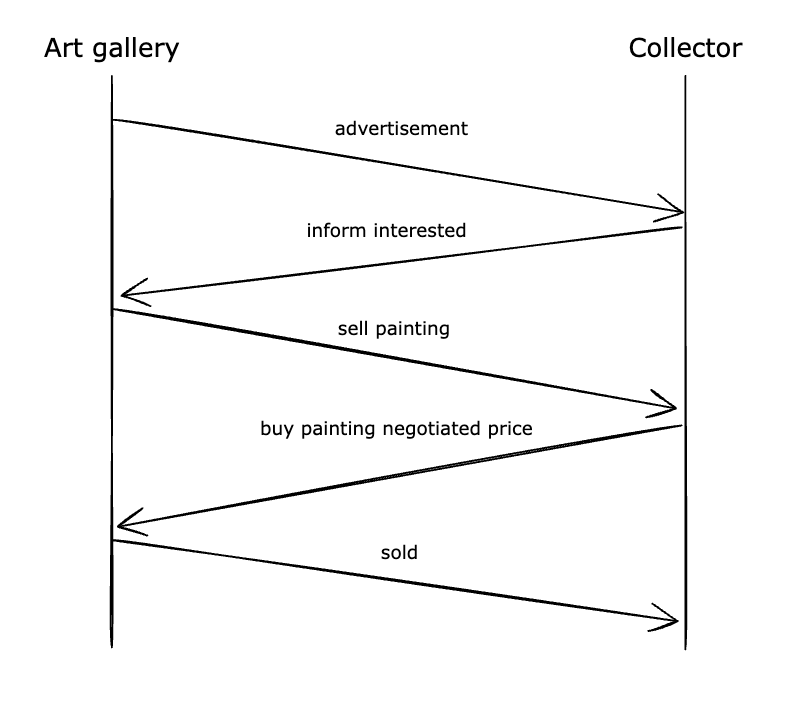 Art gallery
Collector
advertisement
inform interested
sell painting
buy painting negotiated price
sold